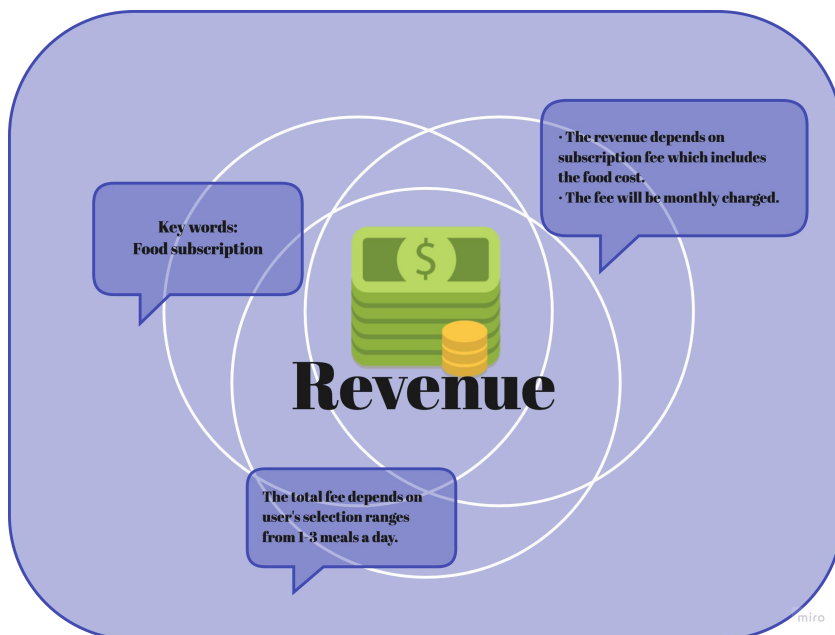 · The revenue depends on
subscription fee which includes
the food cost.
· The fee will be monthly charged.
Key words:
Food subscription
$
Revenue
The total fee depends on
user's selection ranges
from 1-3 meals a day.
miro